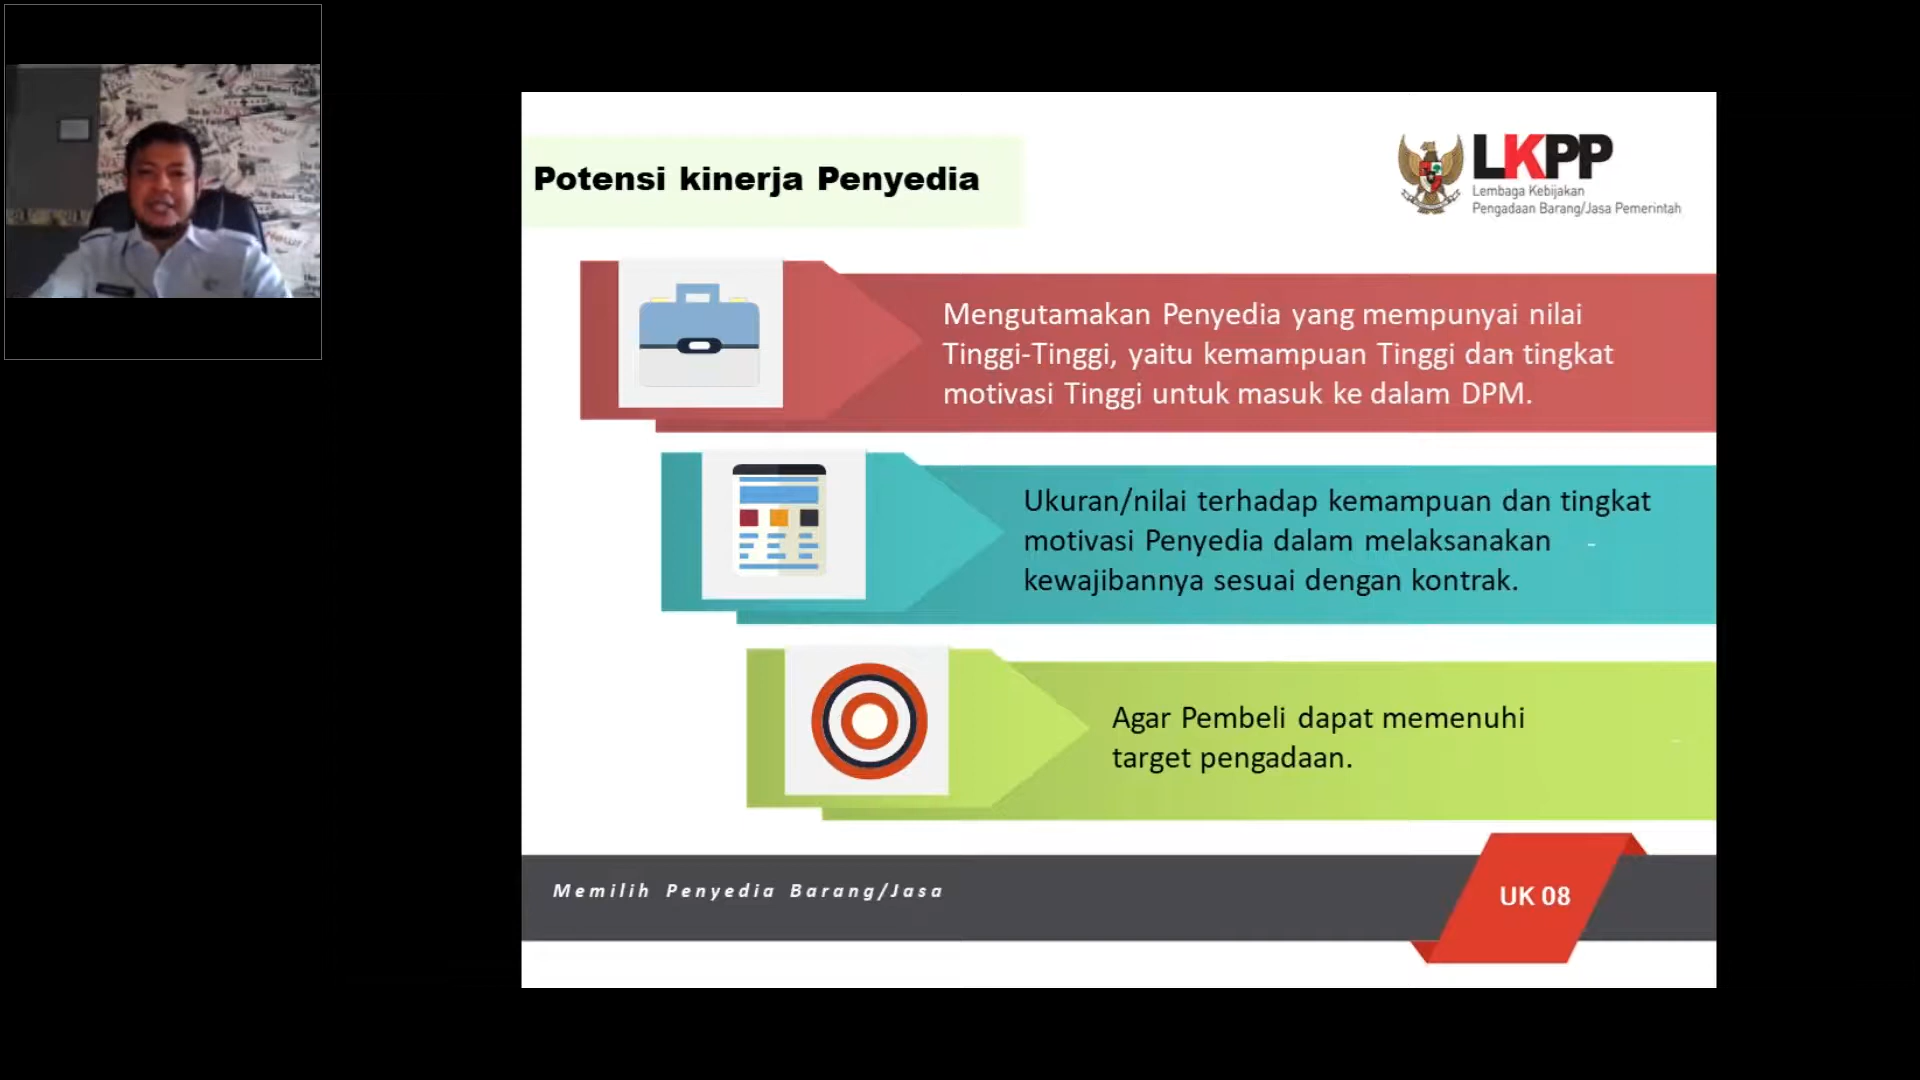 Potensi kinerja Penyedia
LKPP
Lembaga Kebijakan
Pengadaan Barang/Jasa Pemerintah
Mengutamakan Penyedia yang mempunyai nilai
Tinggi-Tinggi, yaitu kemampuan Tinggi dan tingkat
motivasi Tinggi untuk masuk ke dalam DPM.
Ukuran/nilai terhadap kemampuan dan tingkat
motivasi Penyedia dalam melaksanakan
kewajibannya sesuai dengan kontrak.
Agar Pembeli dapat memenuhi
target pengadaan.
Memilih Penyedia Barang/Jasa
UK 08